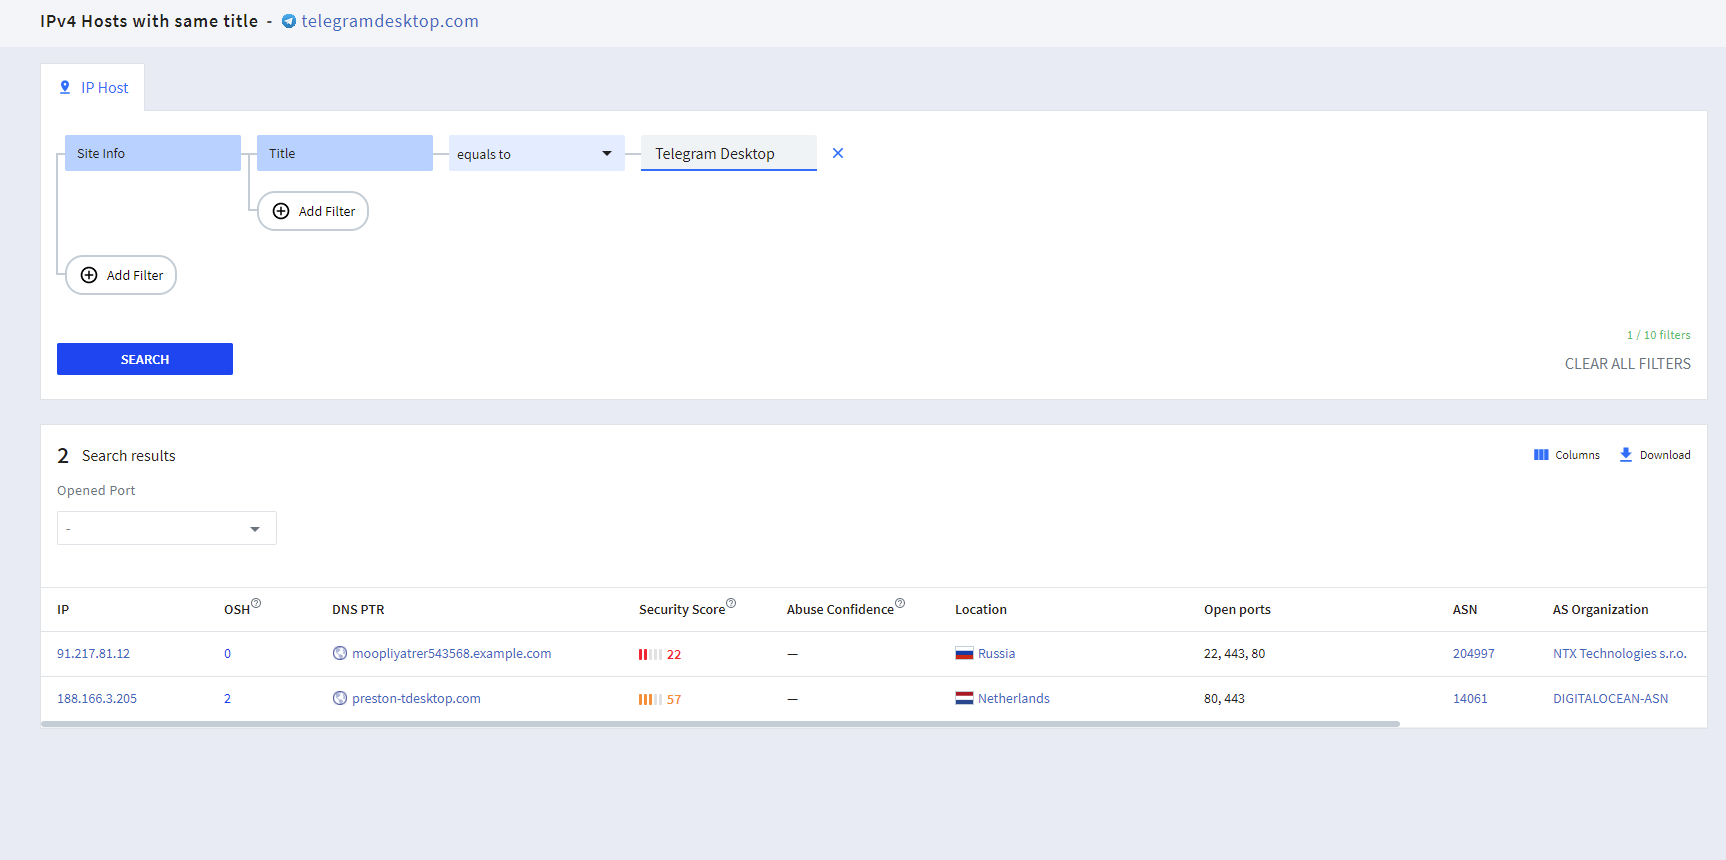 IPv4 Hosts with same title - telegramdesktop.com
IP Host
Site Info Title equals to Telegram Desktop
Add Filter
Add Filter
1 / 10 filters
SEARCH CLEAR ALL FILTERS
2 Search results Columns Download
Opened Port
-
IP OSH DNS PTR Security Score Abuse Confidence Location Open ports ASN AS Organization
91.217.81.12 0 moopliyatrer543568.example.com 22 — Russia 22, 443, 80 204997 NTX Technologies s.r.o.
188.166.3.205 2 preston-tdesktop.com 57 — Netherlands 80, 443 14061 DIGITALOCEAN-ASN